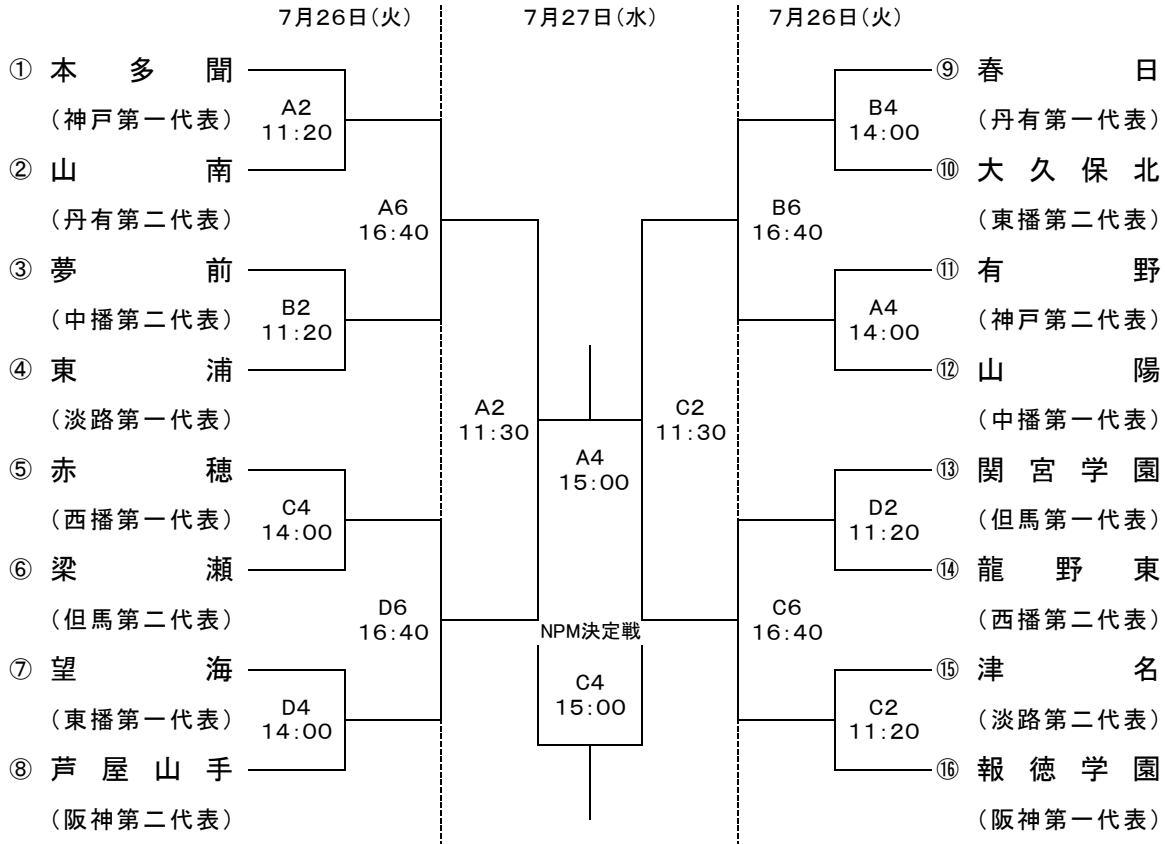 7月26日(火)
7月27日(水)
7月26日(火)
① 本多聞
(神戸第一代表)
② 山南
(丹有第二代表)
③ 夢前
(中播第二代表)
④ 東浦
(淡路第一代表)
⑤ 赤穂
(西播第一代表)
⑥ 梁瀬
(但馬第二代表)
⑦ 望海
(東播第一代表)
⑧ 芦屋山手
(阪神第二代表)
A2
11:20
B2
11:20
C4
14:00
D4
14:00
A6
16:40
D6
16:40
A2
11:30
A4
15:00
NPM決定戦
C4
15:00
C2
11:30
B6
16:40
C6
16:40
B4
14:00
A4
14:00
D2
11:20
C2
11:20
⑨ 春日
(丹有第一代表)
⑩ 大久保北
(東播第二代表)
⑪ 有野
(神戸第二代表)
⑫ 山陽
(中播第一代表)
⑬ 関宮学園
(但馬第一代表)
⑭ 龍野東
(西播第二代表)
⑮ 津名
(淡路第二代表)
⑯ 報徳学園
(阪神第一代表)